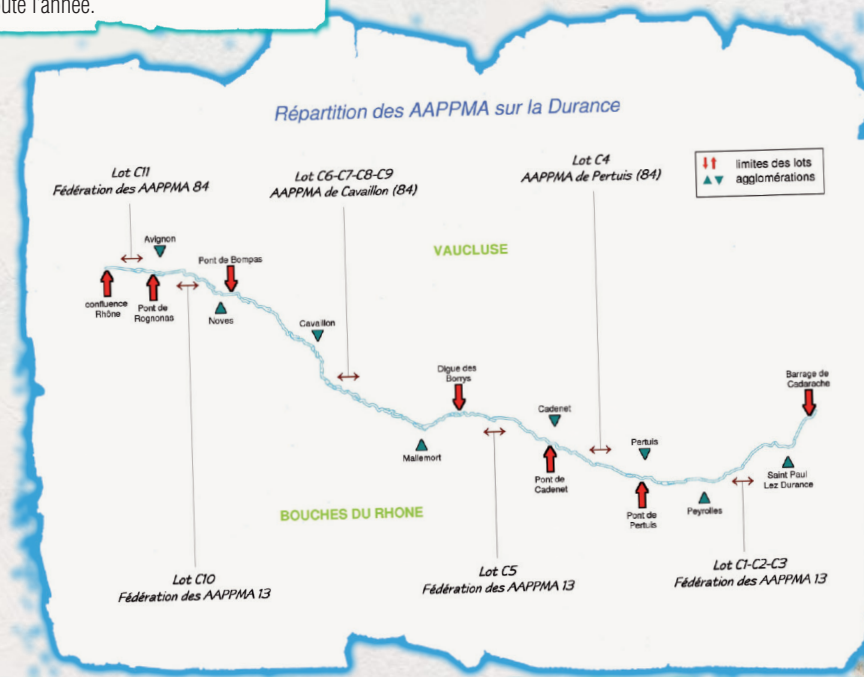 oute l'année.
Répartition des AAPPMA sur la Durance
limites des lots
agglomérations
Lot C11
Fédération des AAPPMA 84
Lot C6-C7-C8-C9
AAPPMA de Cavaillon (84)
Lot C4
AAPPMA de Pertuis (84)
VAUCLUSE
Avignon
Pont de Bompas
confluence
Rhône
Pont de
Rognonas
Noves
Cavaillon
Digue des
Borrys
Mallemort
Cadenet
Pont de
Cadenet
Pertuis
Pont de
Pertuis
Peyrolles
Barrage de
Cadarache
Saint Paul
Lez Durance
BOUCHES DU RHONE
Lot C10
Fédération des AAPPMA 13
Lot C5
Fédération des AAPPMA 13
Lot C1-C2-C3
Fédération des AAPPMA 13